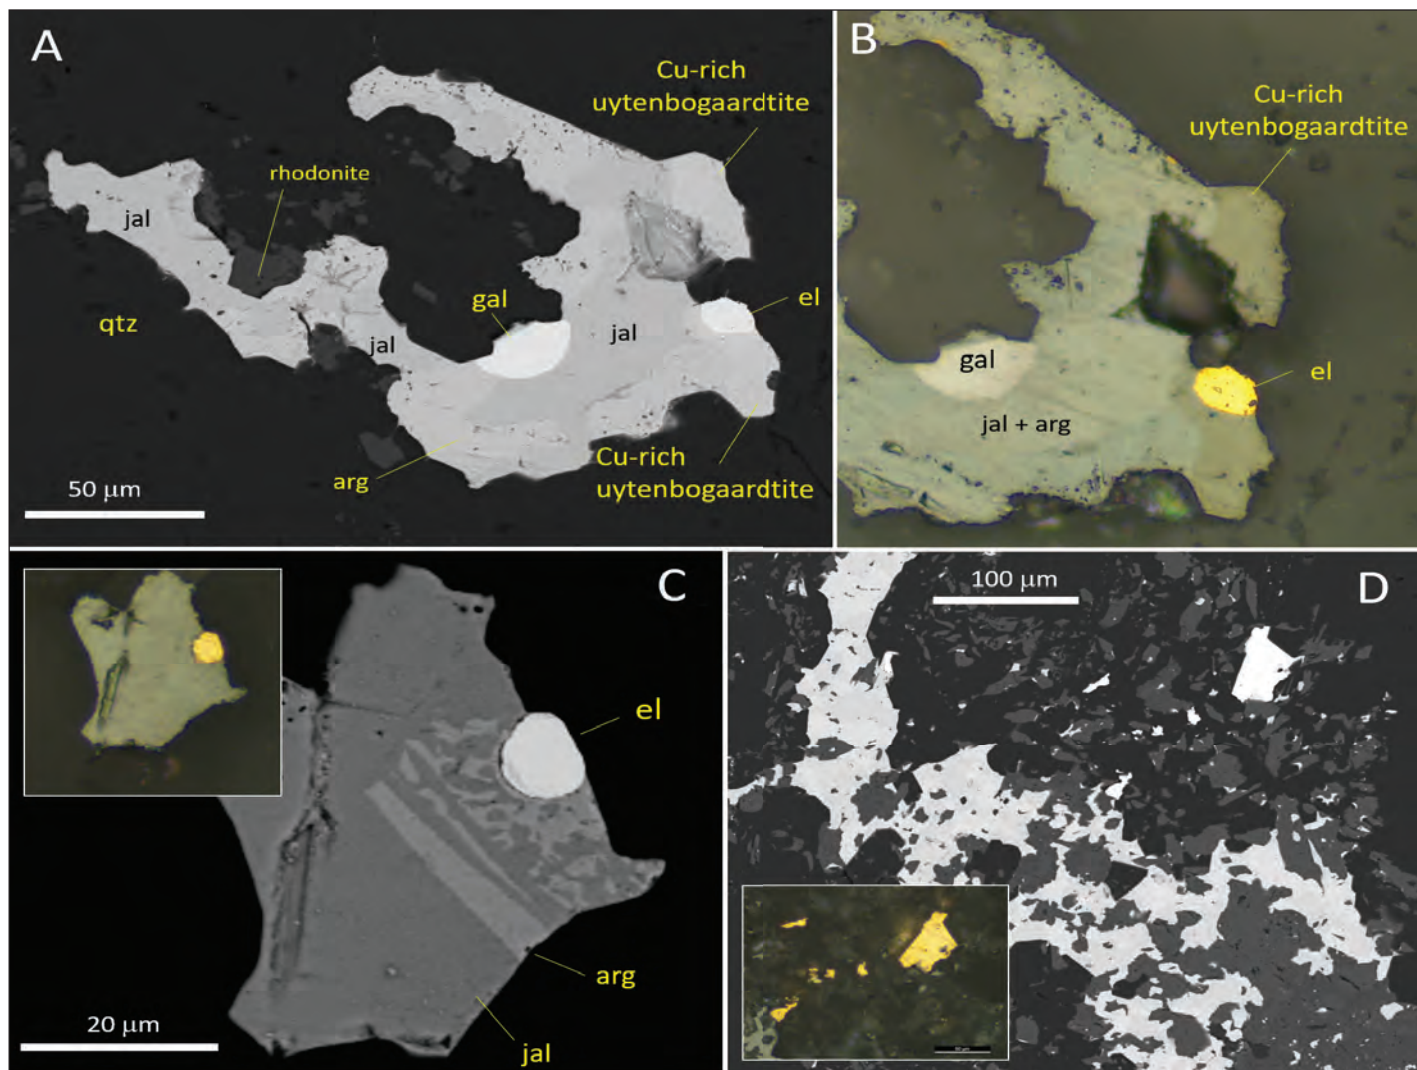 A
Cu-rich
uytenbogaardtite
rhodonite
jal
gal
el
qtz
jal
jal
arg
Cu-rich
uytenbogaardtite
50 μm
B
Cu-rich
uytenbogaardtite
gal
el
jal + arg
C
el
arg
jal
20 μm
D
100 μm